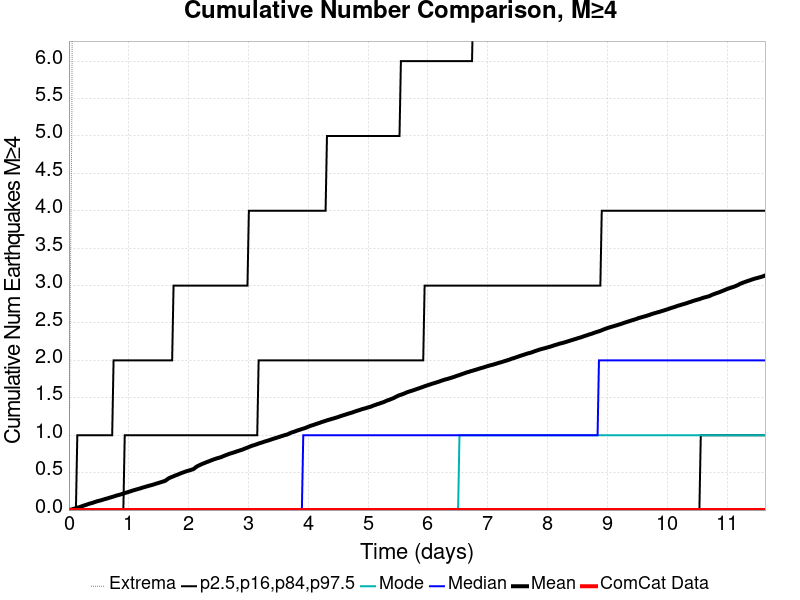 Cumulative Number Comparison, M≥4
Cumulative Num Earthquakes M≥4
6.0
5.5
5.0
4.5
4.0
3.5
3.0
2.5
2.0
1.5
1.0
0.5
0.0
0 1 2 3 4 5 6 7 8 9 10 11
Time (days)
Extrema p2.5,p16,p84,p97.5 Mode Median Mean ComCat Data